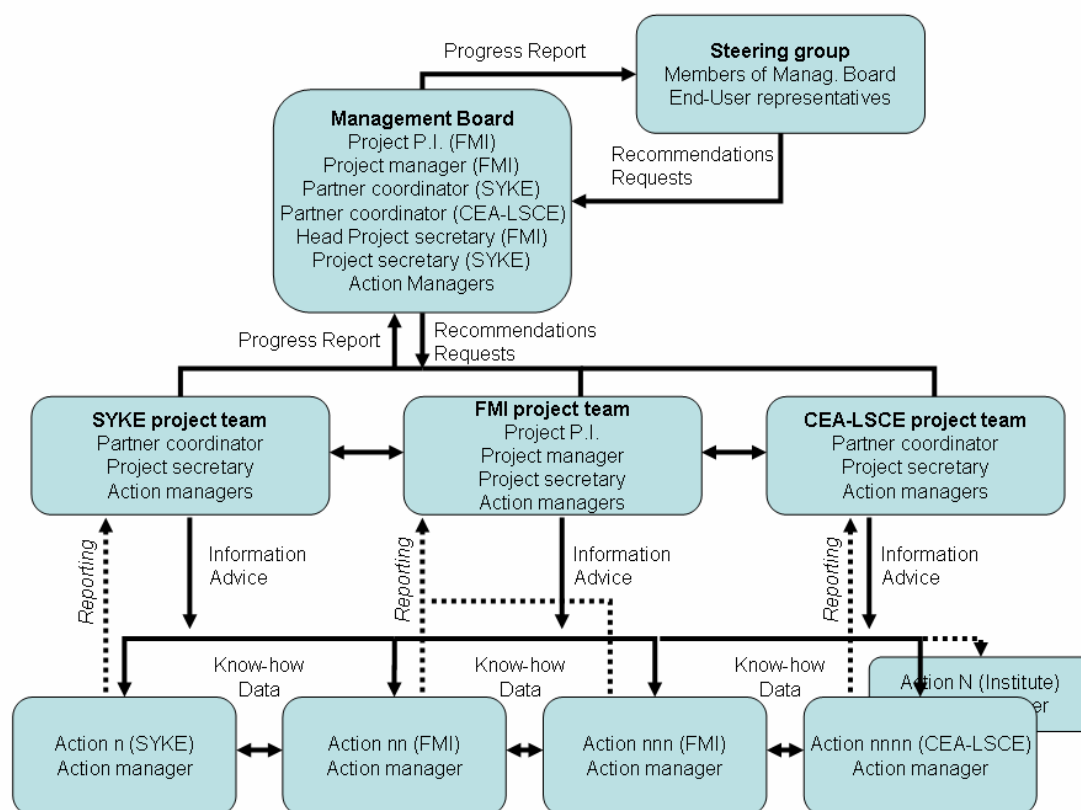 Progress Report
Steering group
Members of Manag. Board
End-User representatives
Management Board
Project P.I. (FMI)
Project manager (FMI)
Partner coordinator (SYKE)
Partner coordinator (CEA-LSCE)
Head Project secretary (FMI)
Project secretary (SYKE)
Action Managers
Recommendations
Requests
Progress Report
Recommendations
Requests
SYKE project team
Partner coordinator
Project secretary
Action managers
FMI project team
Project P.I.
Project manager
Project secretary
Action managers
CEA-LSCE project team
Partner coordinator
Project secretary
Action managers
Reporting
Information
Advice
Reporting
Information
Advice
Reporting
Information
Advice
Know-how
Data
Know-how
Data
Know-how
Data
Action N (Institute)
Action n (SYKE)
Action manager
Action nn (FMI)
Action manager
Action nnn (FMI)
Action manager
Action nnnn (CEA-LSCE)
Action manager